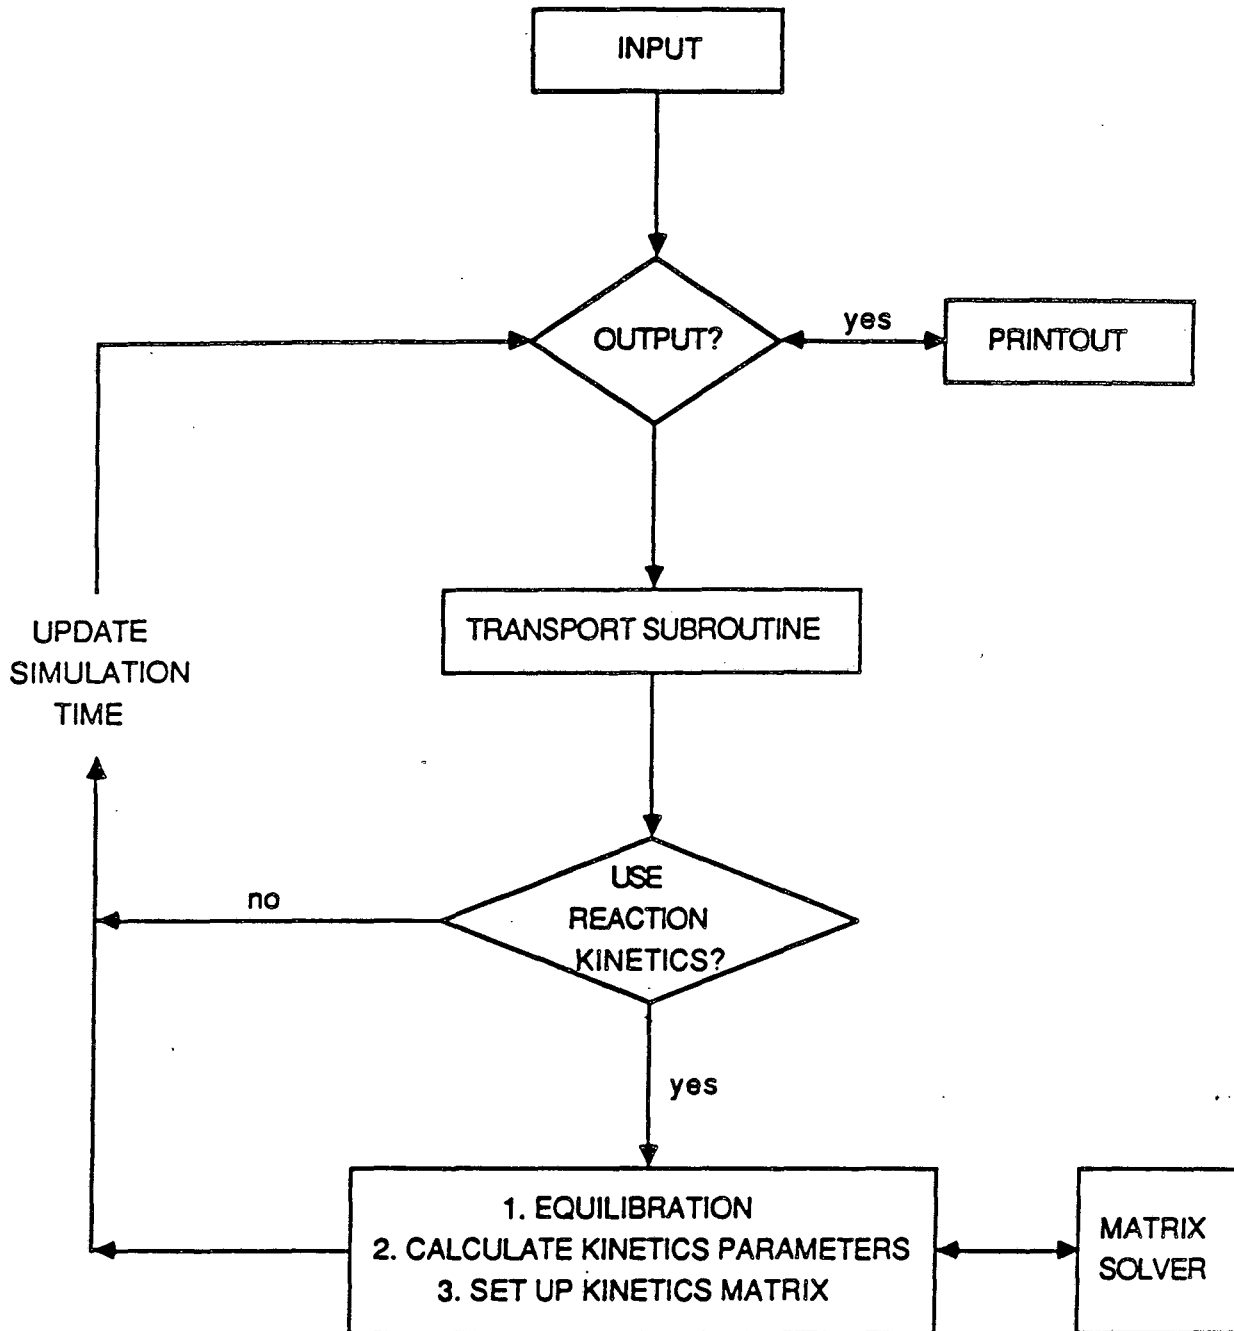 INPUT
OUTPUT?
yes
PRINTOUT
TRANSPORT SUBROUTINE
UPDATE
SIMULATION
TIME
USE
REACTION
KINETICS?
no
yes
1. EQUILIBRATION
2. CALCULATE KINETICS PARAMETERS
3. SET UP KINETICS MATRIX
MATRIX
SOLVER